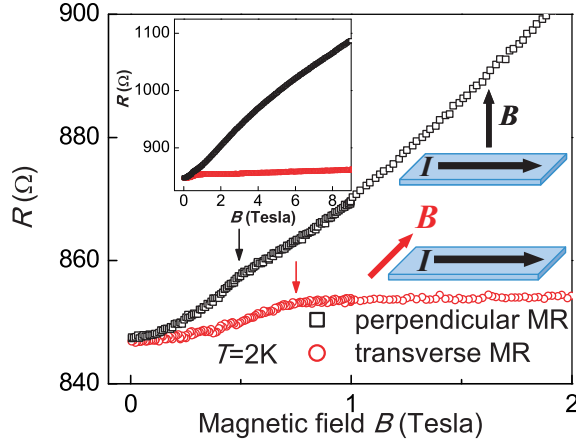 900
880
860
840
R (Ω)
0
1
2
Magnetic field B (Tesla)
1100
1000
900
R (Ω)
0 2 4 6 8
B (Tesla)
B
I
B
I
T=2K
perpendicular MR
transverse MR